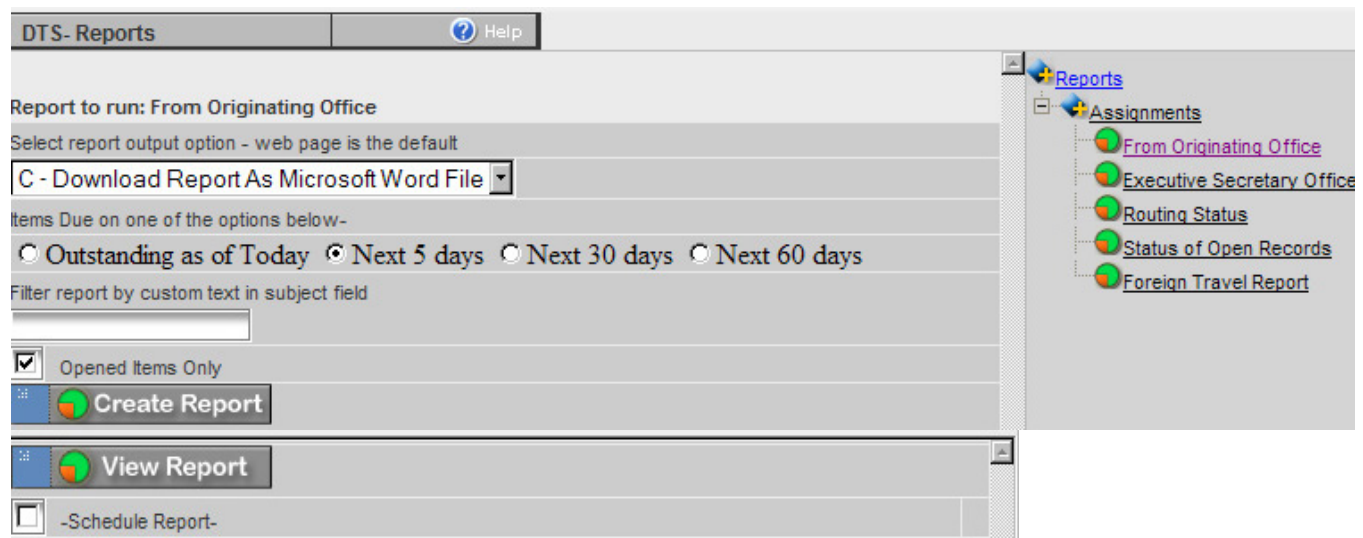 DTS- Reports
Help
Report to run: From Originating Office
Select report output option - web page is the default
C - Download Report As Microsoft Word File
Items Due on one of the options below-
Outstanding as of Today Next 5 days Next 30 days Next 60 days
Filter report by custom text in subject field
Opened Items Only
Create Report
View Report
-Schedule Report-
Reports
Assignments
From Originating Office
Executive Secretary Office
Routing Status
Status of Open Records
Foreign Travel Report